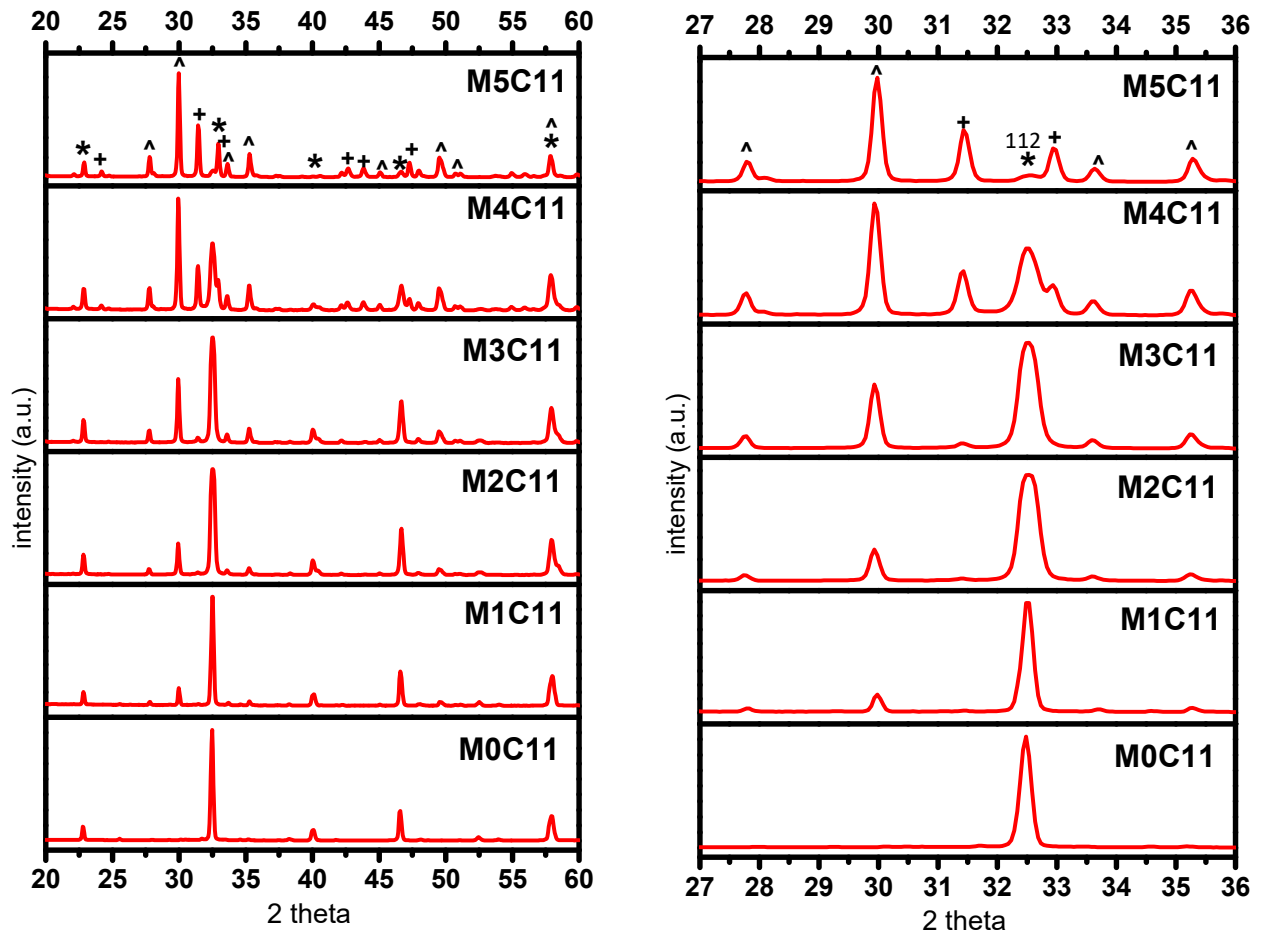 20 25 30 35 40 45 50 55 60
M5C11
^
+
*
+
^
^
* + ^ * + + ^ * + ^ ^
^
*
M4C11
M3C11
M2C11
M1C11
M0C11
intensity (a.u.)
20 25 30 35 40 45 50 55 60
2 theta
27 28 29 30 31 32 33 34 35 36
M5C11
^
+
112
^ * + ^ ^
M4C11
M3C11
M2C11
M1C11
M0C11
intensity (a.u.)
27 28 29 30 31 32 33 34 35 36
2 theta